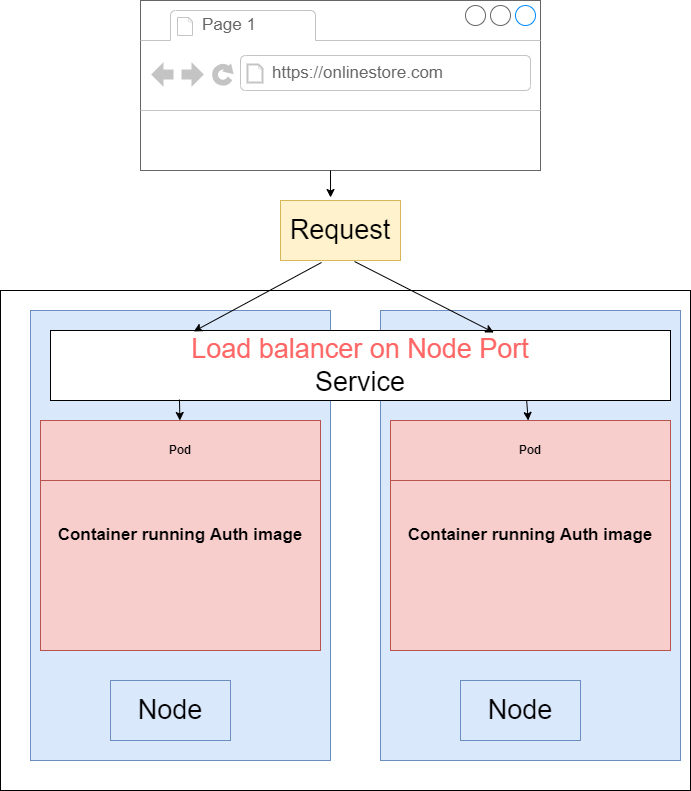 Page 1
https://onlinestore.com
Request
Load balancer on Node Port
Service
Pod
Pod
Container running Auth image
Container running Auth image
Node
Node